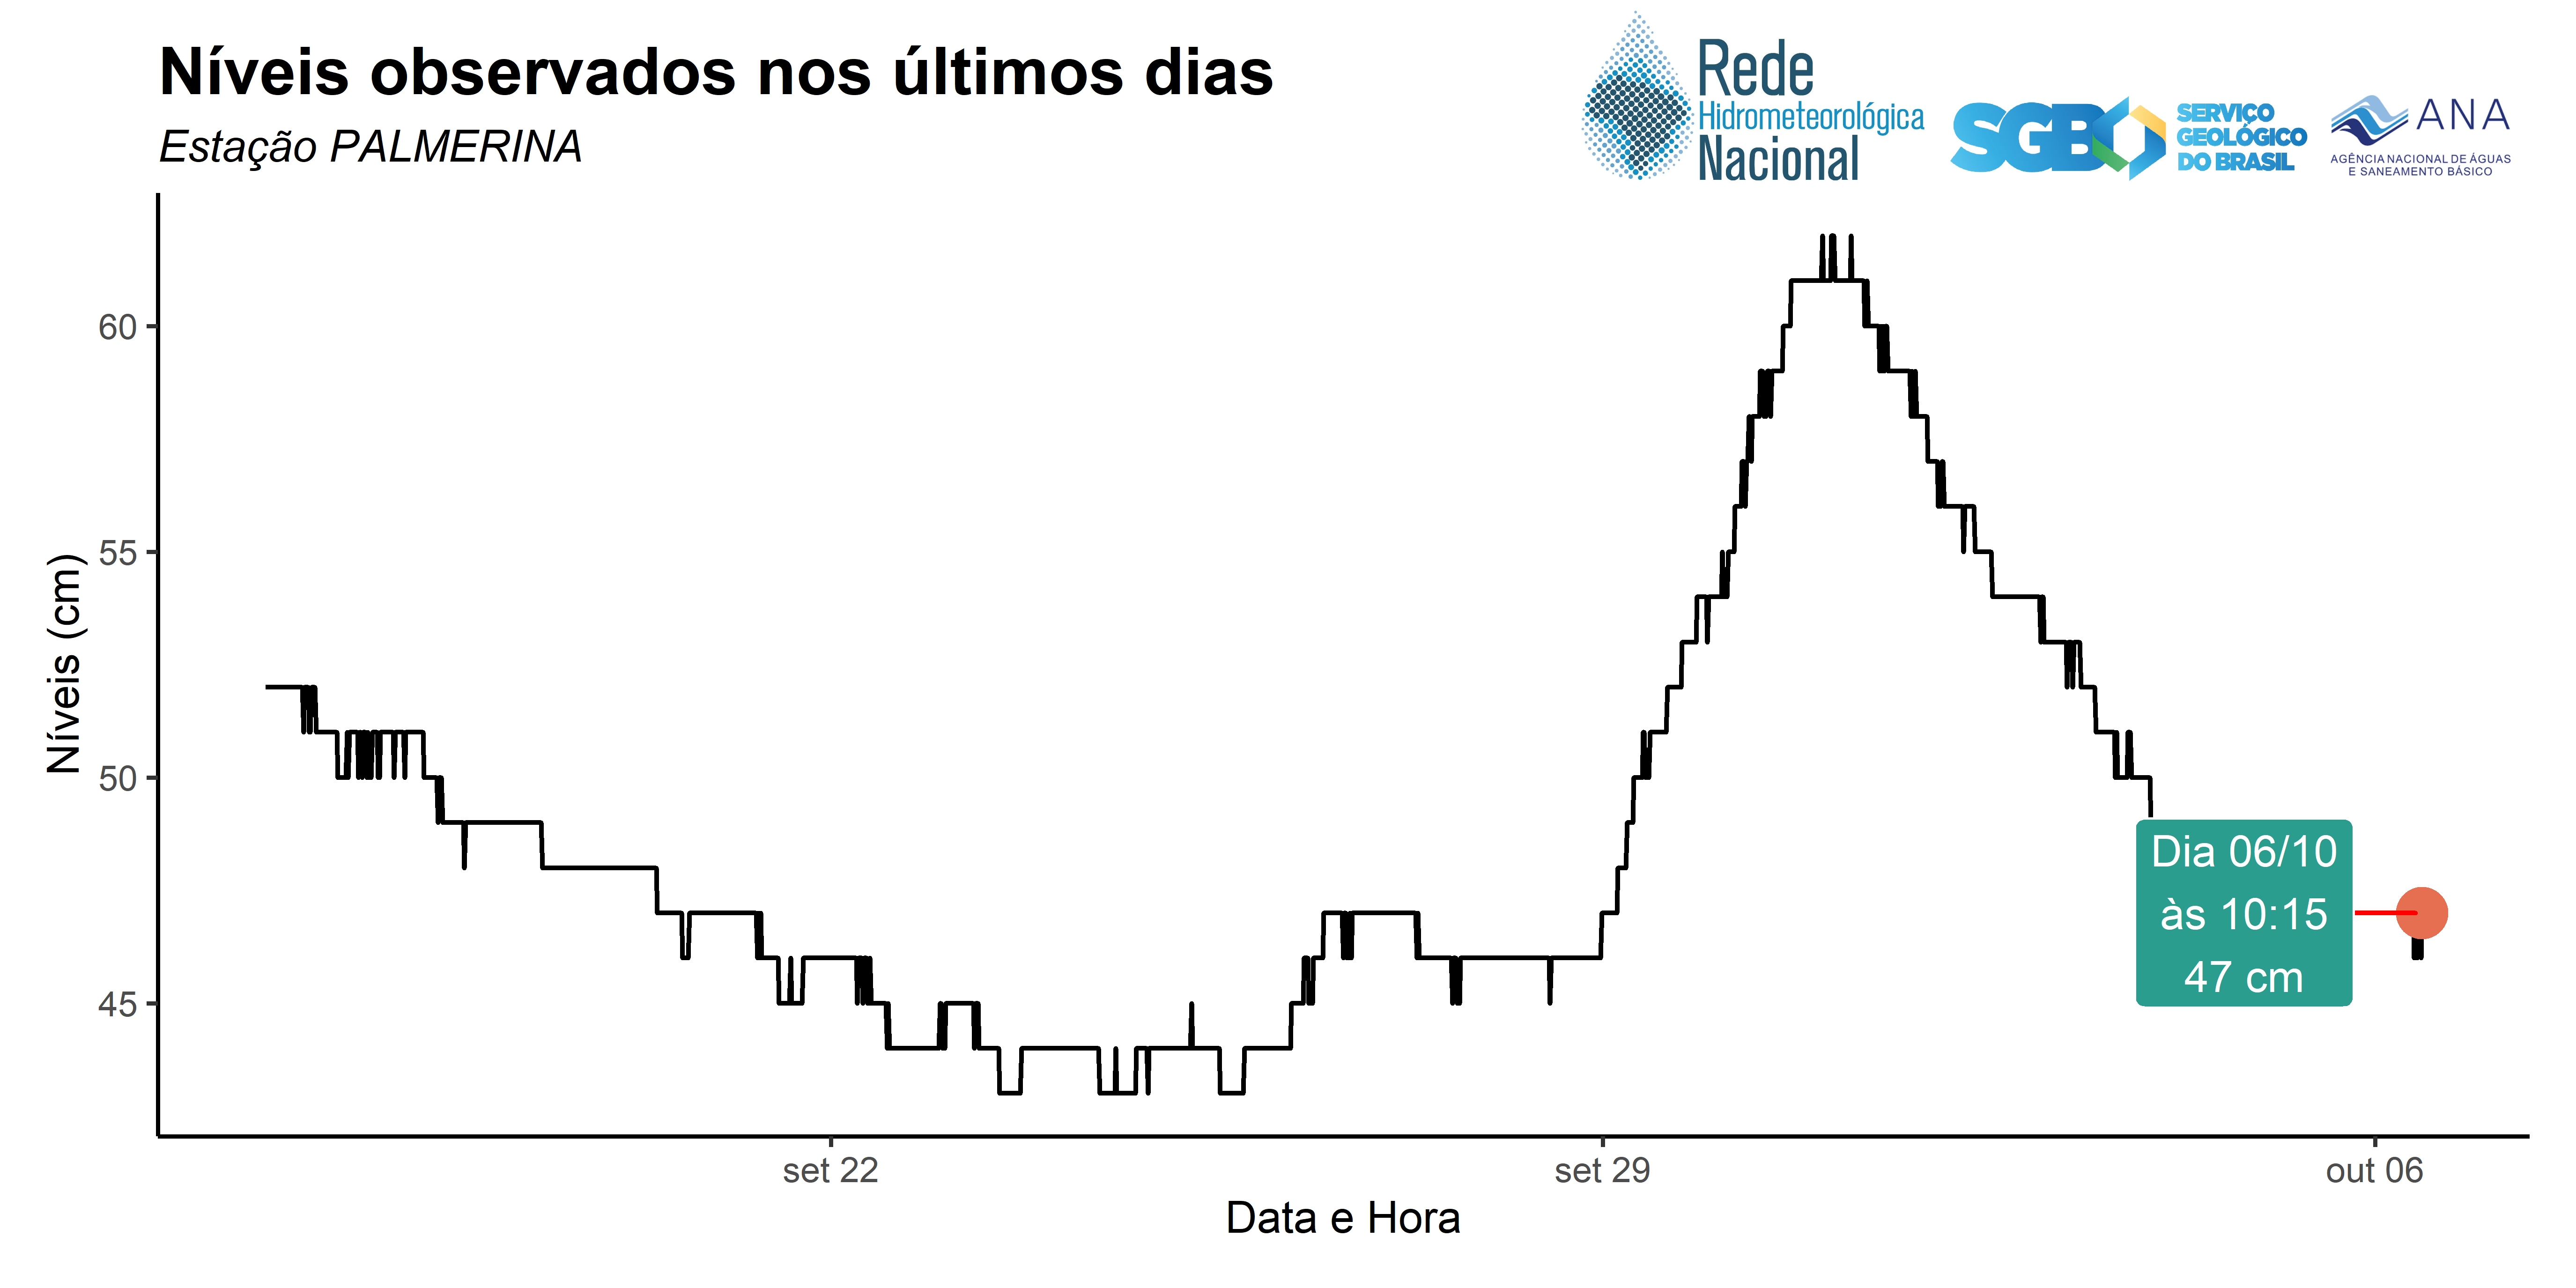 Níveis observados nos últimos dias
Estação PALMERINA
Rede
Hidrometeorológica
Nacional
SGB
SERVIÇO
GEOLÓGICO
DO BRASIL
ANA
AGÊNCIA NACIONAL DE ÁGUAS
E SANEAMENTO BÁSICO
Níveis (cm)
60
55
50
45
Dia 06/10
às 10:15
47 cm
set 22
set 29
out 06
Data e Hora